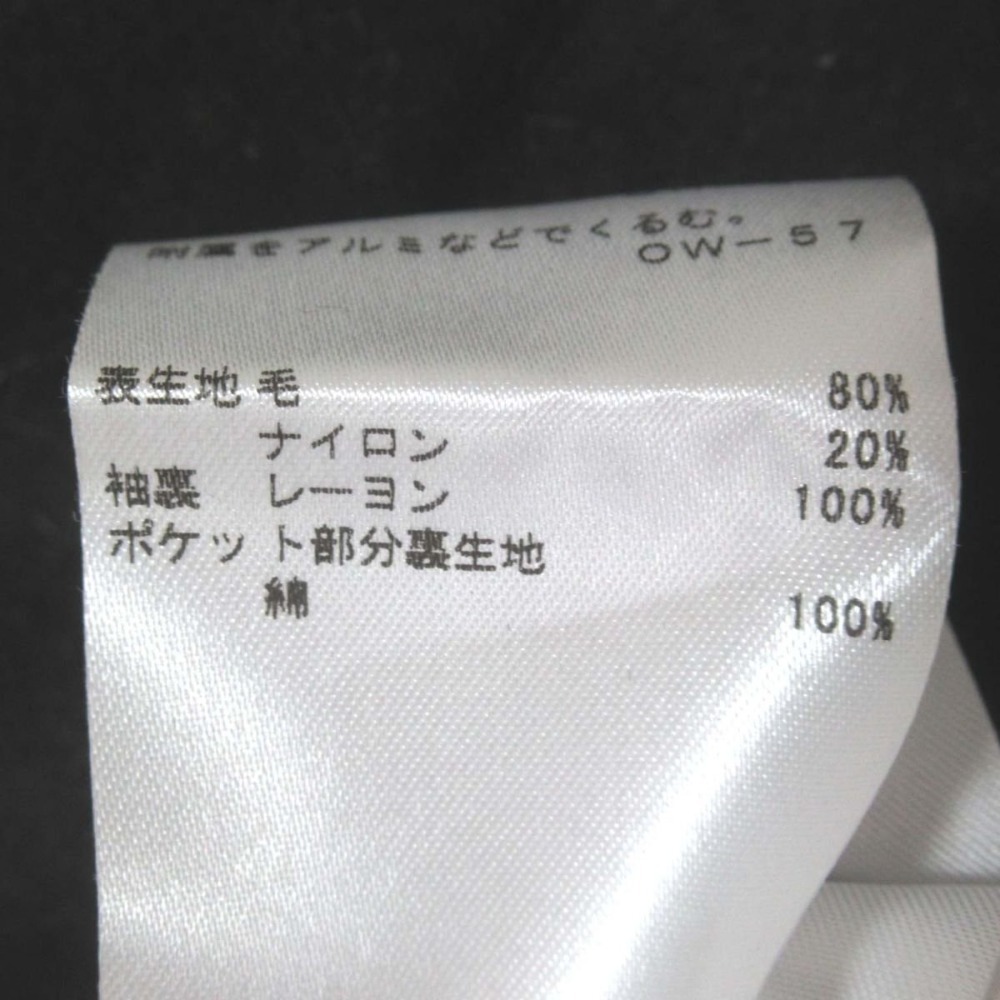 をアルミなどでくるむ。
OW-57
表生地 毛 80%
ナイロン 20%
袖裏 レーヨン 100%
ポケット部分裏生地
綿 100%